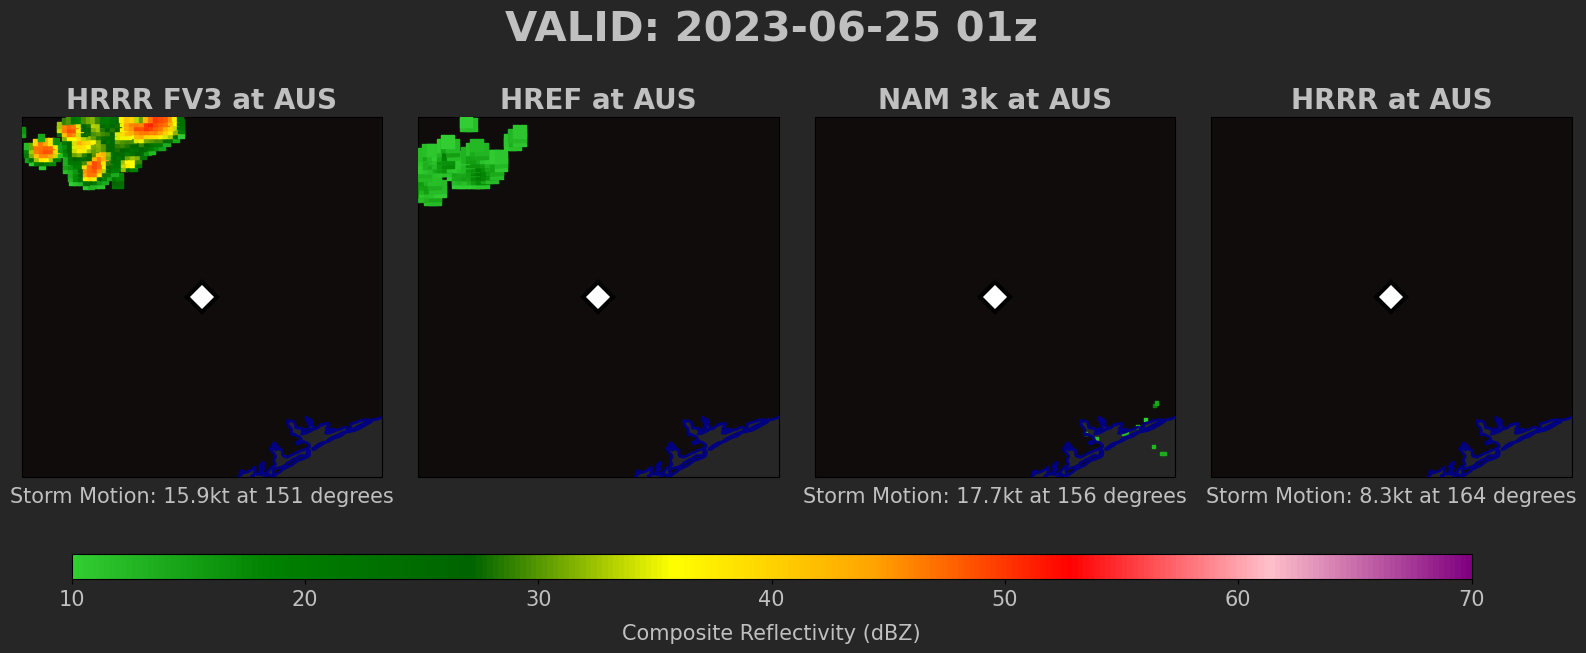 VALID: 2023-06-25 01z
HRRR FV3 at AUS
HREF at AUS
NAM 3k at AUS
HRRR at AUS
Storm Motion: 15.9kt at 151 degrees
Storm Motion: 17.7kt at 156 degrees
Storm Motion: 8.3kt at 164 degrees
10 20 30 40 50 60 70
Composite Reflectivity (dBZ)